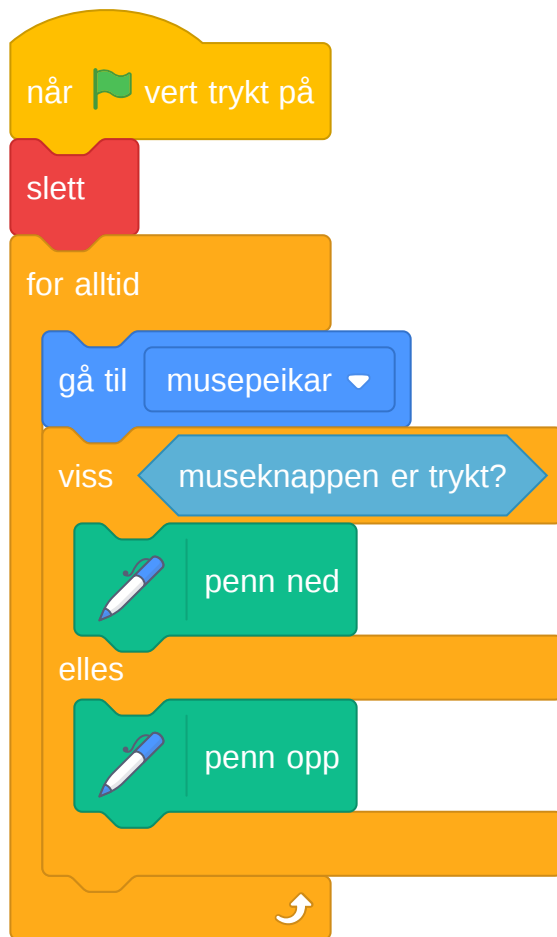 når vert trykt på
slett
for alltid
gå til musepeikar
viss museknappen er trykt?
penn ned
elles
penn opp